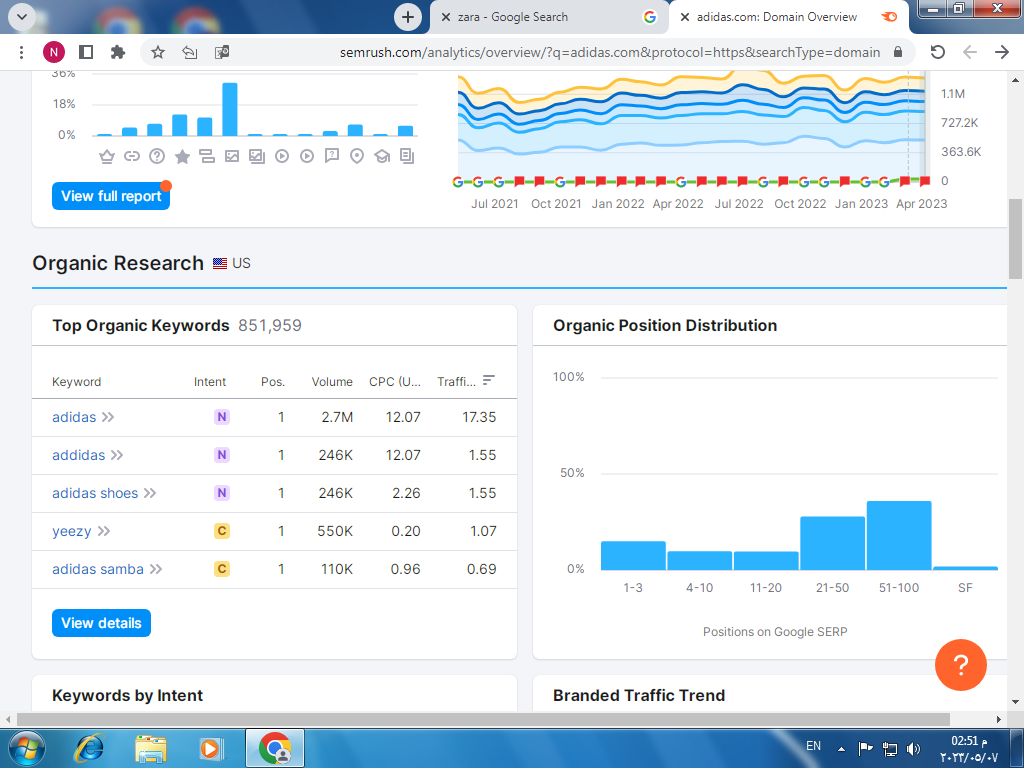 zara - Google Search
adidas.com: Domain Overview
N
semrush.com/analytics/overview/?q=adidas.com&protocol=https&searchType=domain
36%
18%
0%
View full report
1.1M
727.2K
363.6K
0
Jul 2021 Oct 2021 Jan 2022 Apr 2022 Jul 2022 Oct 2022 Jan 2023 Apr 2023
Organic Research US
Top Organic Keywords 851,959
Keyword Intent Pos. Volume CPC (U... Traffi...
adidas N 1 2.7M 12.07 17.35
addidas N 1 246K 12.07 1.55
adidas shoes N 1 246K 2.26 1.55
yeezy C 1 550K 0.20 1.07
adidas samba C 1 110K 0.96 0.69
View details
Organic Position Distribution
100%
50%
0%
1-3 4-10 11-20 21-50 51-100 SF
Positions on Google SERP
?
Keywords by Intent
Branded Traffic Trend
EN
02:51 م
٢٠٢٣/٠٥/٠٧